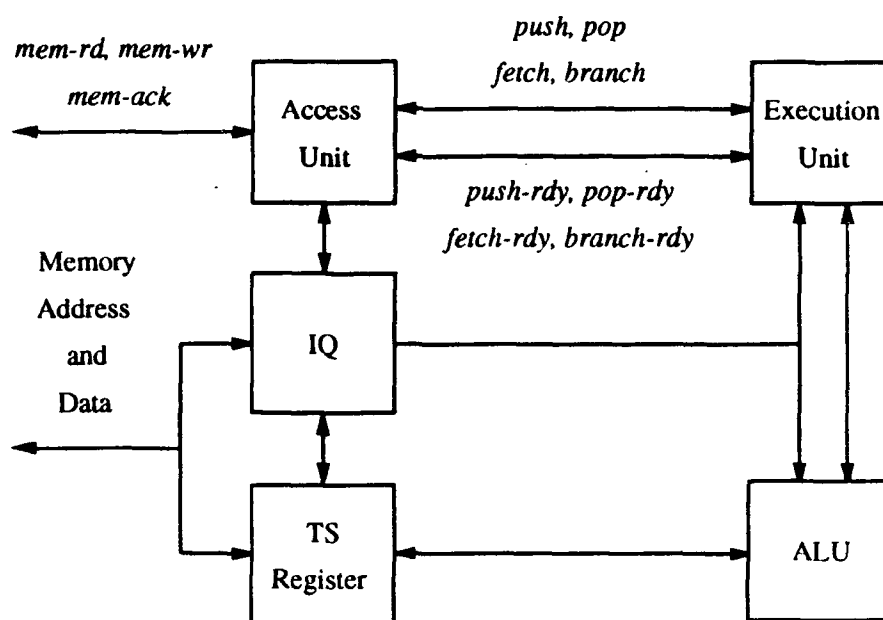 mem-rd, mem-wr
mem-ack
push, pop
fetch, branch
Access
Unit
Execution
Unit
push-rdy, pop-rdy
fetch-rdy, branch-rdy
Memory
Address
and
Data
IQ
TS
Register
ALU